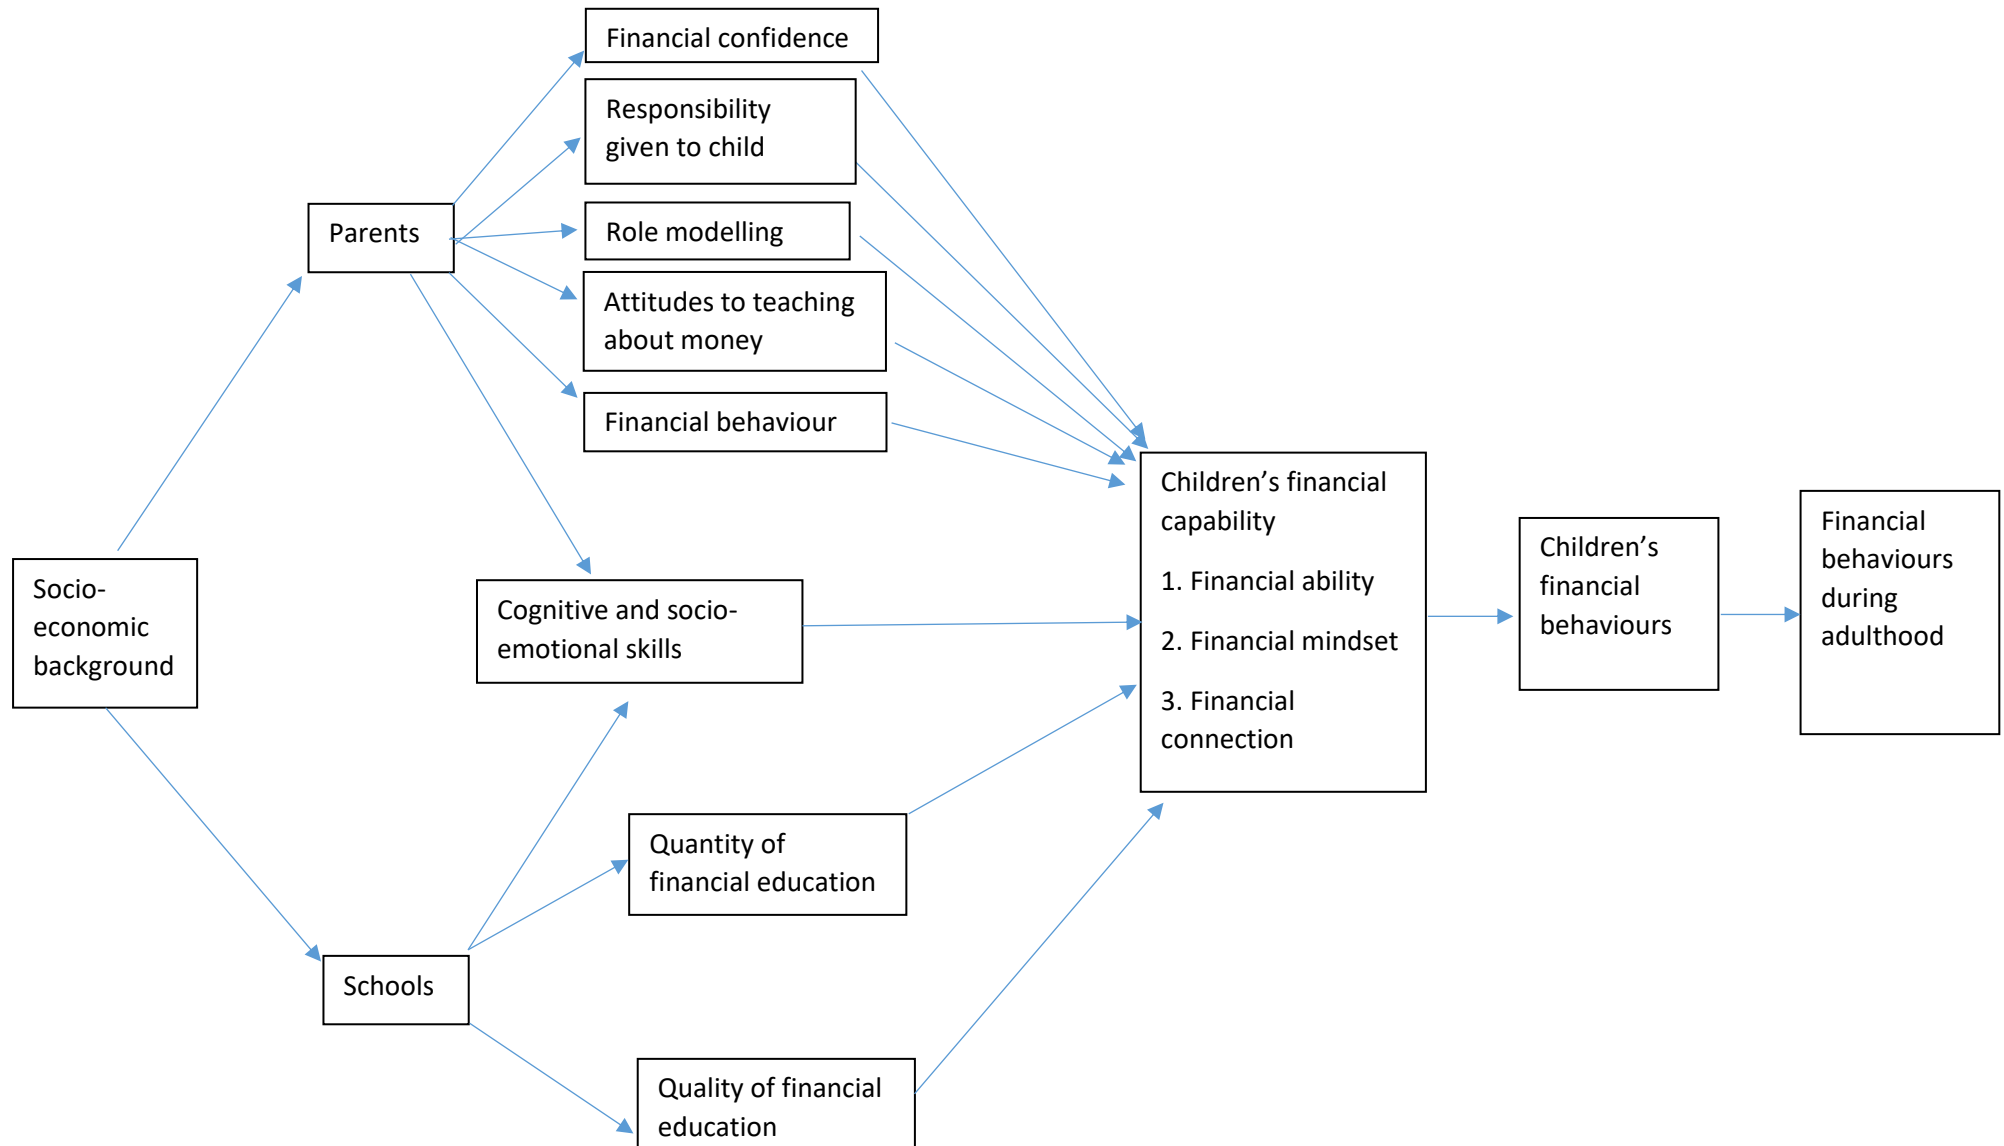 Financial confidence
Responsibility
given to child
Parents
Role modelling
Attitudes to teaching
about money
Financial behaviour
Socio-
economic
background
Cognitive and socio-
emotional skills
Children’s financial
capability
1. Financial ability
2. Financial mindset
3. Financial
connection
Children’s
financial
behaviours
Financial
behaviours
during
adulthood
Quantity of
financial education
Schools
Quality of financial
education